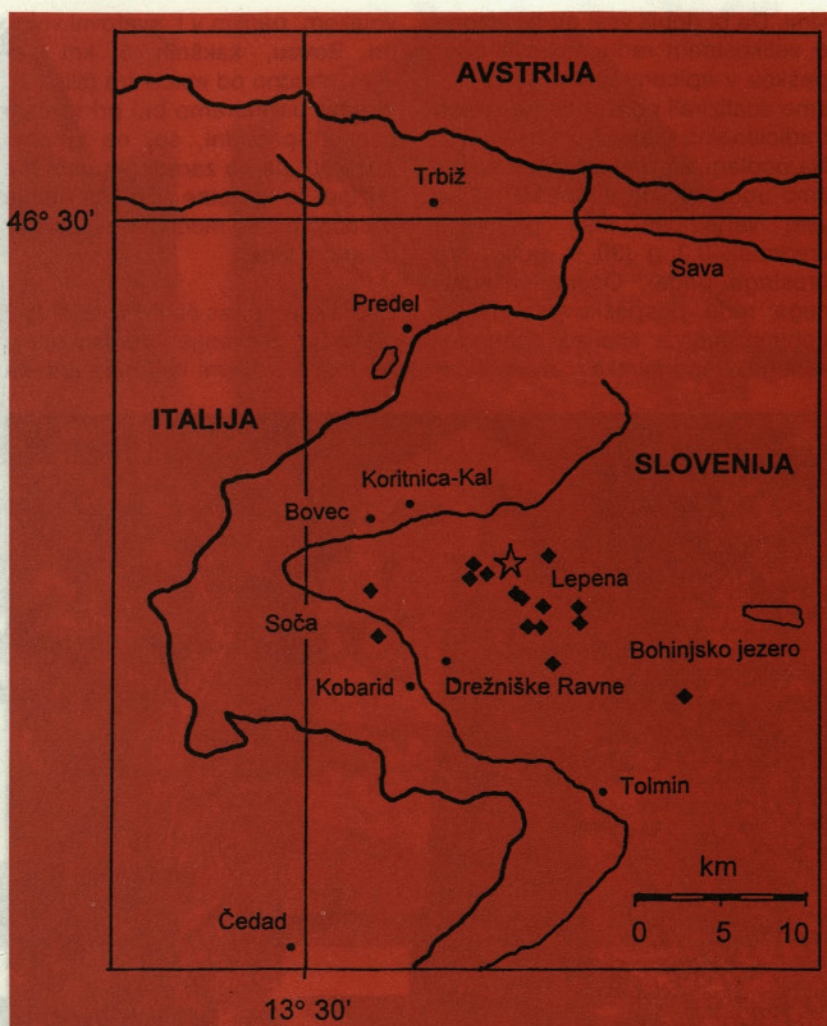 AVSTRIJA
Trbiž
46° 30'
Sava
Predel
ITALIJA
SLOVENIJA
Koritnica-Kal
Bovec
Lepena
Soča
Bohinjsko jezero
Kobarid
Drežniške Ravne
Tolmin
km
0 5 10
Čedad
13° 30'